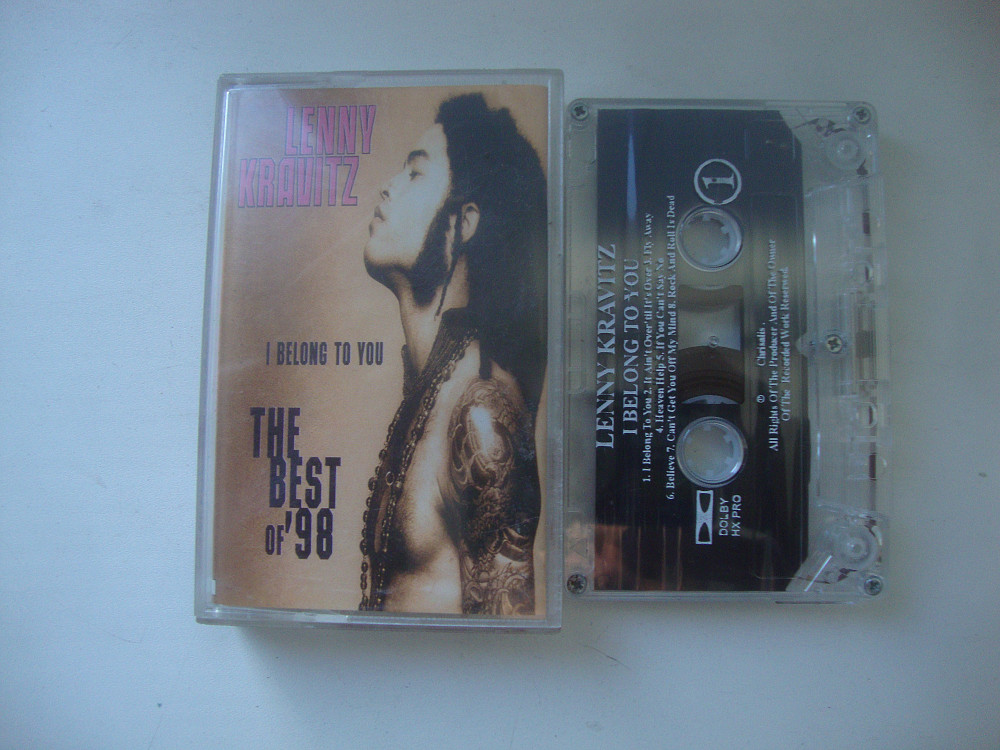 LENNY
KRAVITZ
I BELONG TO YOU
THE
BEST
OF '98
1
LENNY KRAVITZ
I BELONG TO YOU
1. I Belong To You 2. It Ain't Over'til It's Over 3. Fly Away
4. Heaven Help 5. If You Can't Say No
6. Believe 7. Can't Get You Off My Mind 8. Rock And Roll Is Dead
DOLBY
HX PRO
℗ Chrisalis .
All Rights Of The Producer And Of The Owner
Of The Recorded Work Reserved.